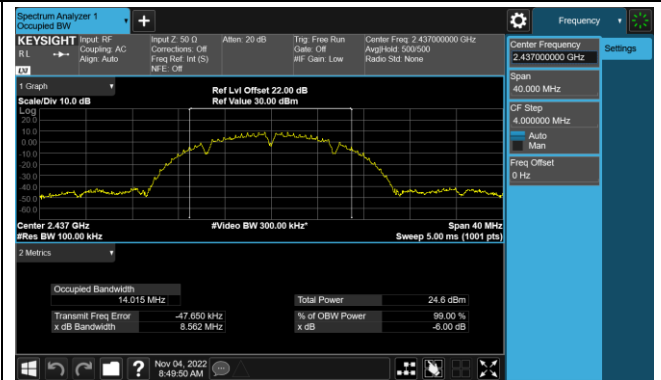 Spectrum Analyzer 1
Occupied BW
+
Frequency
KEYSIGHT
RL
Input: RF
Coupling: AC
Align: Auto
Input Z: 50 Ω
Corrections: Off
Freq Ref: Int (S)
NFE: Off
Atten: 20 dB
Trig: Free Run
Gate: Off
#IF Gain: Low
Center Freq: 2.437000000 GHz
Avg|Hold: 500/500
Radio Std: None
LXI
1 Graph
Scale/Div 10.0 dB
Ref Lvl Offset 22.00 dB
Ref Value 30.00 dBm
Log
20.0
10.0
0.00
-10.0
-20.0
-30.0
-40.0
-50.0
-60.0
Center 2.437 GHz
#Res BW 100.00 kHz
#Video BW 300.00 kHz*
Span 40 MHz
Sweep 5.00 ms (1001 pts)
2 Metrics
Occupied Bandwidth
14.015 MHz
Transmit Freq Error -47.650 kHz
x dB Bandwidth 8.562 MHz
Total Power 24.6 dBm
% of OBW Power 99.00 %
x dB -6.00 dB
Center Frequency
2.437000000 GHz
Span
40.000 MHz
CF Step
4.000000 MHz
Auto
Man
Freq Offset
0 Hz
Settings
?
Nov 04, 2022
8:49:50 AM